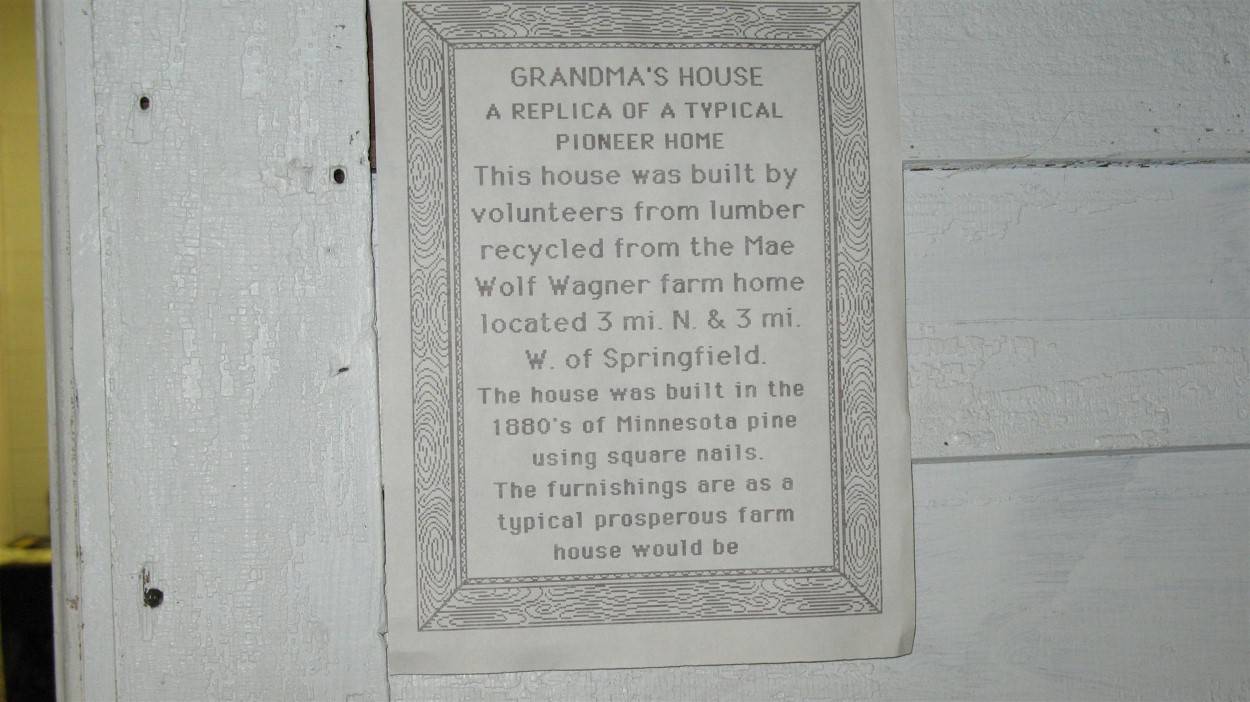 GRANDMA'S HOUSE
A REPLICA OF A TYPICAL
PIONEER HOME
This house was built by
volunteers from lumber
recycled from the Mae
Wolf Wagner farm home
located 3 mi. N. & 3 mi.
W. of Springfield.
The house was built in the
1880's of Minnesota pine
using square nails.
The furnishings are as a
typical prosperous farm
house would be